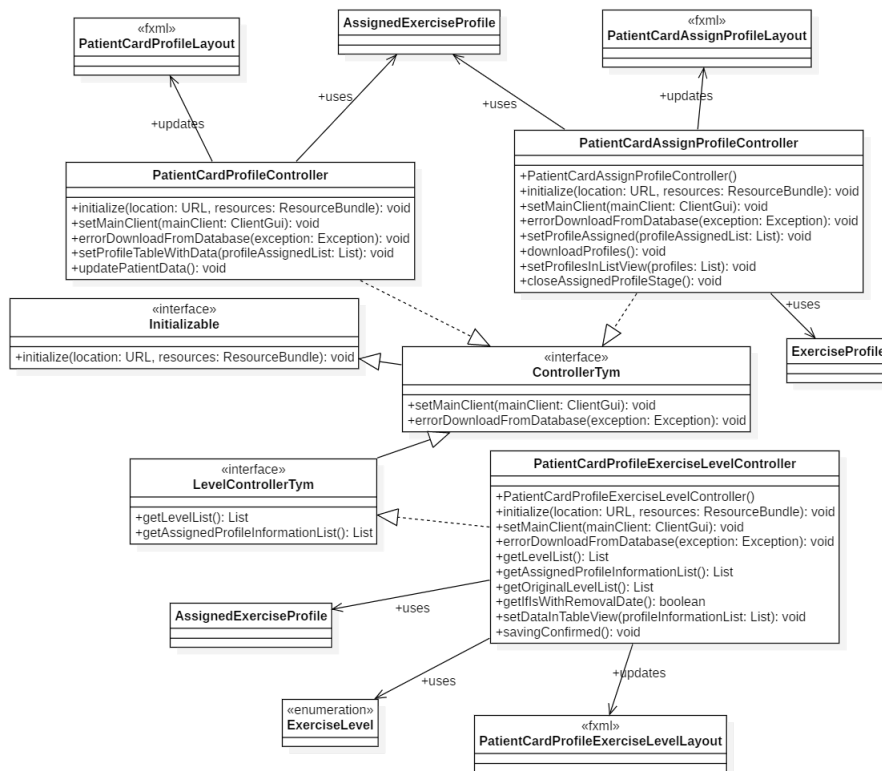 «fxml»
PatientCardProfileLayout
AssignedExerciseProfile
«fxml»
PatientCardAssignProfileLayout
+updates
+uses
+uses
+updates
PatientCardProfileController
+initialize(location: URL, resources: ResourceBundle): void
+setMainClient(mainClient: ClientGui): void
+errorDownloadFromDatabase(exception: Exception): void
+setProfileTableWithData(profileAssignedList: List): void
+updatePatientData(): void
PatientCardAssignProfileController
+PatientCardAssignProfileController()
+initialize(location: URL, resources: ResourceBundle): void
+setMainClient(mainClient: ClientGui): void
+errorDownloadFromDatabase(exception: Exception): void
+setProfileAssigned(profileAssignedList: List): void
+downloadProfiles(): void
+setProfilesInListView(profiles: List): void
+closeAssignedProfileStage(): void
+uses
«interface»
Initializable
+initialize(location: URL, resources: ResourceBundle): void
ExerciseProfile
«interface»
ControllerTym
+setMainClient(mainClient: ClientGui): void
+errorDownloadFromDatabase(exception: Exception): void
«interface»
LevelControllerTym
+getLevelList(): List
+getAssignedProfileInformationList(): List
PatientCardProfileExerciseLevelController
+PatientCardProfileExerciseLevelController()
+initialize(location: URL, resources: ResourceBundle): void
+setMainClient(mainClient: ClientGui): void
+errorDownloadFromDatabase(exception: Exception): void
+getLevelList(): List
+getAssignedProfileInformationList(): List
+getOriginalLevelList(): List
+getIfIsWithRemovalDate(): boolean
+setDataInTableView(profileInformationList: List): void
+savingConfirmed(): void
AssignedExerciseProfile
+uses
+uses
+updates
«enumeration»
ExerciseLevel
«fxml»
PatientCardProfileExerciseLevelLayout